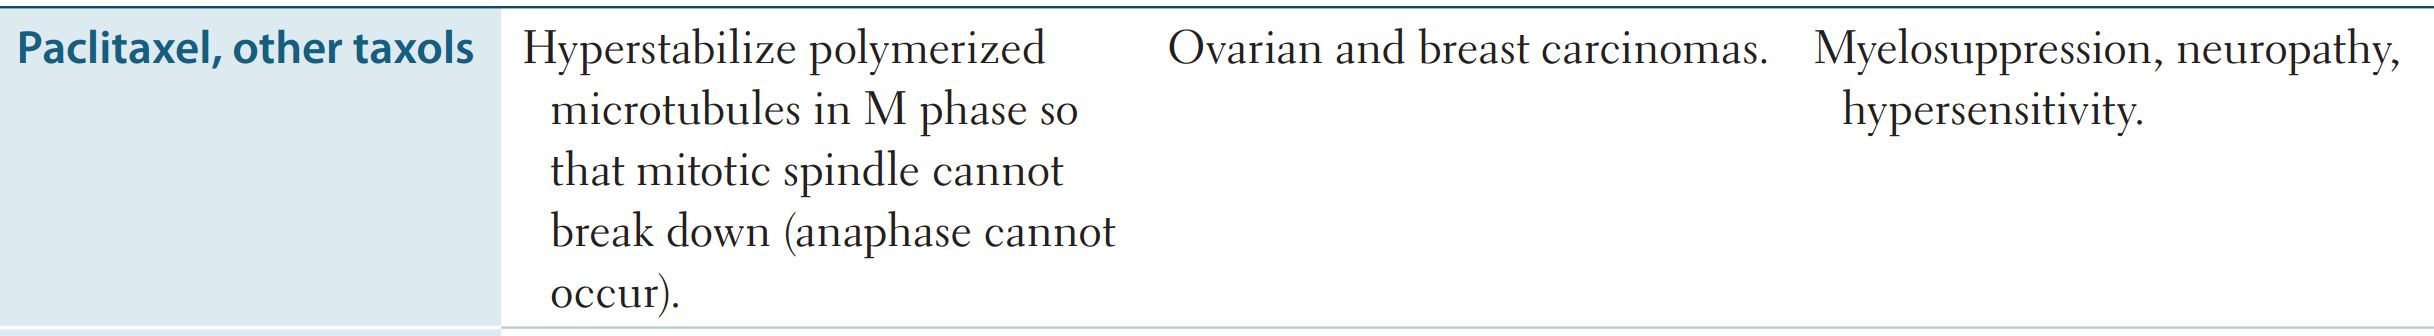 Paclitaxel, other taxols
Hyperstabilize polymerized
microtubules in M phase so
that mitotic spindle cannot
break down (anaphase cannot
occur).
Ovarian and breast carcinomas.
Myelosuppression, neuropathy,
hypersensitivity.